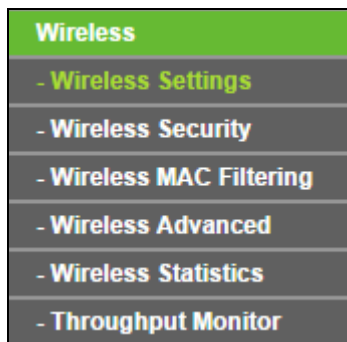 Wireless
- Wireless Settings
- Wireless Security
- Wireless MAC Filtering
- Wireless Advanced
- Wireless Statistics
- Throughput Monitor